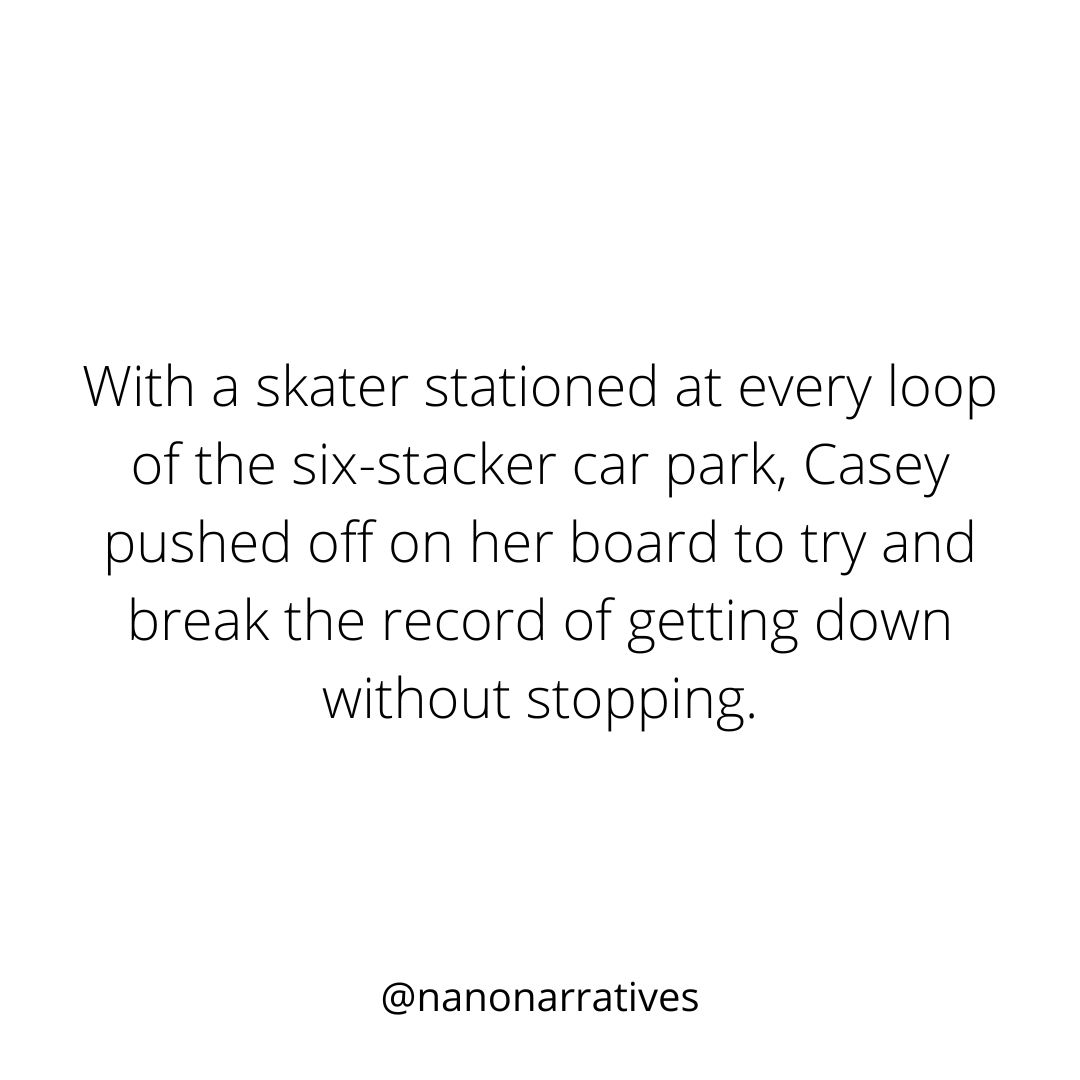 With a skater stationed at every loop
of the six-stacker car park, Casey
pushed off on her board to try and
break the record of getting down
without stopping.
@nanonarratives